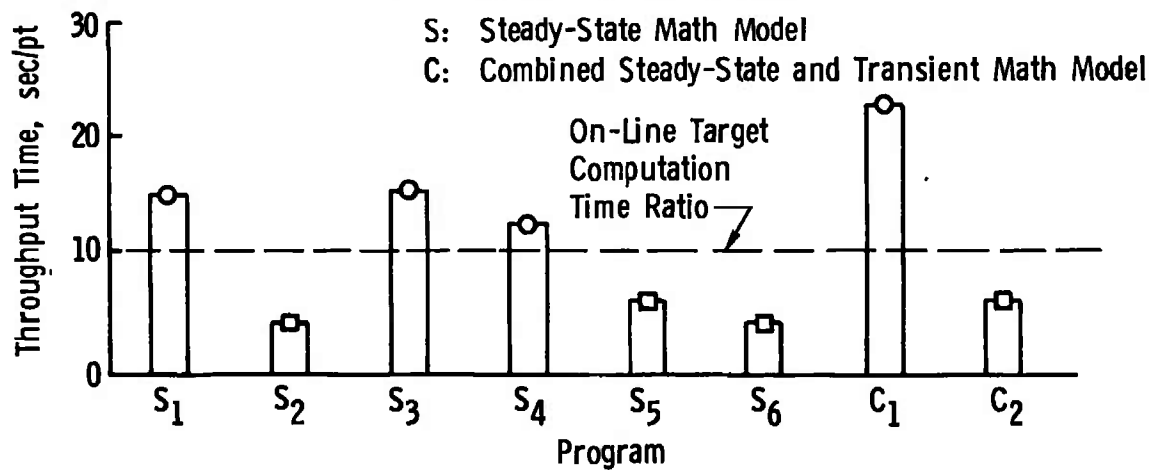 30
20
10
0
Throughput Time, sec/pt
S: Steady-State Math Model
C: Combined Steady-State and Transient Math Model
On-Line Target
Computation
Time Ratio
S1 S2 S3 S4 S5 S6 C1 C2
Program